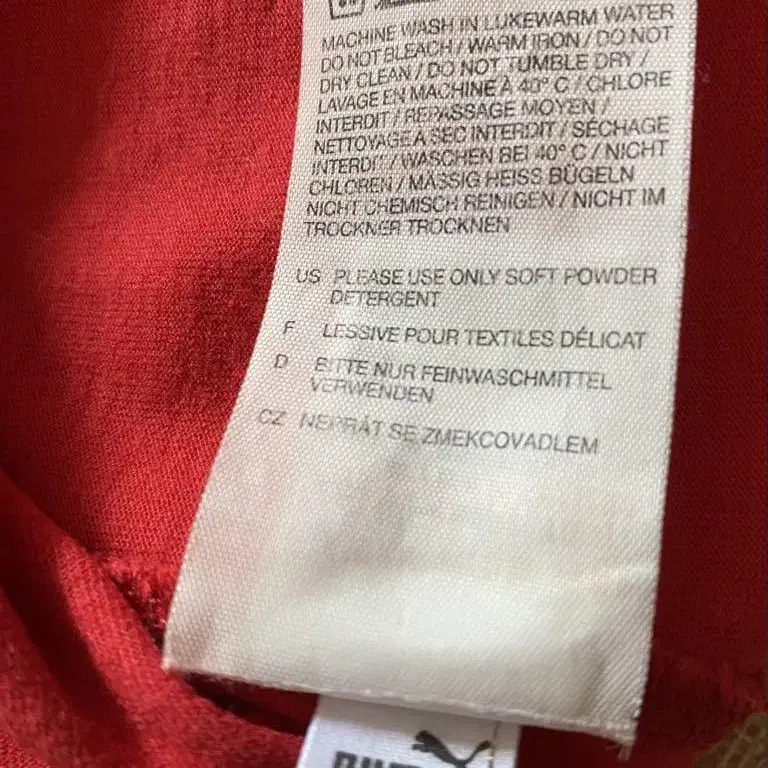 MACHINE WASH IN LUKEWARM WATER
DO NOT BLEACH / WARM IRON / DO NOT
DRY CLEAN / DO NOT TUMBLE DRY /
LAVAGE EN MACHINE À 40° C / CHLORE
INTERDIT / REPASSAGE MOYEN /
NETTOYAGE À SEC INTERDIT / SÉCHAGE
INTERDIT / WASCHEN BEI 40° C / NICHT
CHLOREN / MÄSSIG HEISS BÜGELN
NICHT CHEMISCH REINIGEN / NICHT IM
TROCKNER TROCKNEN
US PLEASE USE ONLY SOFT POWDER
DETERGENT
F LESSIVE POUR TEXTILES DÉLICAT
D BITTE NUR FEINWASCHMITTEL
VERWENDEN
CZ NEPRÁT SE ZMEKCOVADLEM